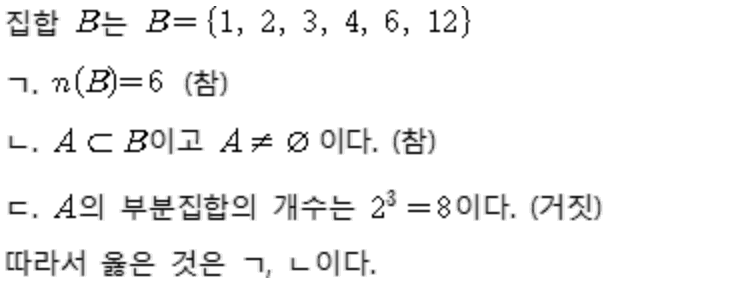 집합 B는 B={1, 2, 3, 4, 6, 12}
ㄱ. n(B)=6 (참)
ㄴ. A⊂B이고 A≠∅ 이다. (참)
ㄷ. A의 부분집합의 개수는 2³=8이다. (거짓)
따라서 옳은 것은 ㄱ, ㄴ이다.